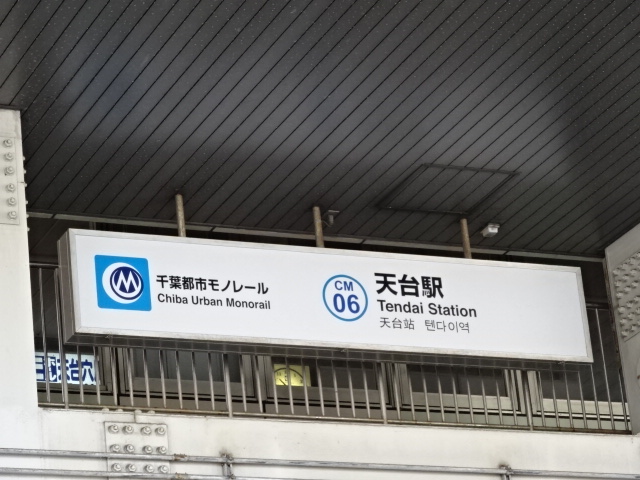 千葉都市モノレール
Chiba Urban Monorail
CM
06
天台駅
Tendai Station
天台站 텐다이역